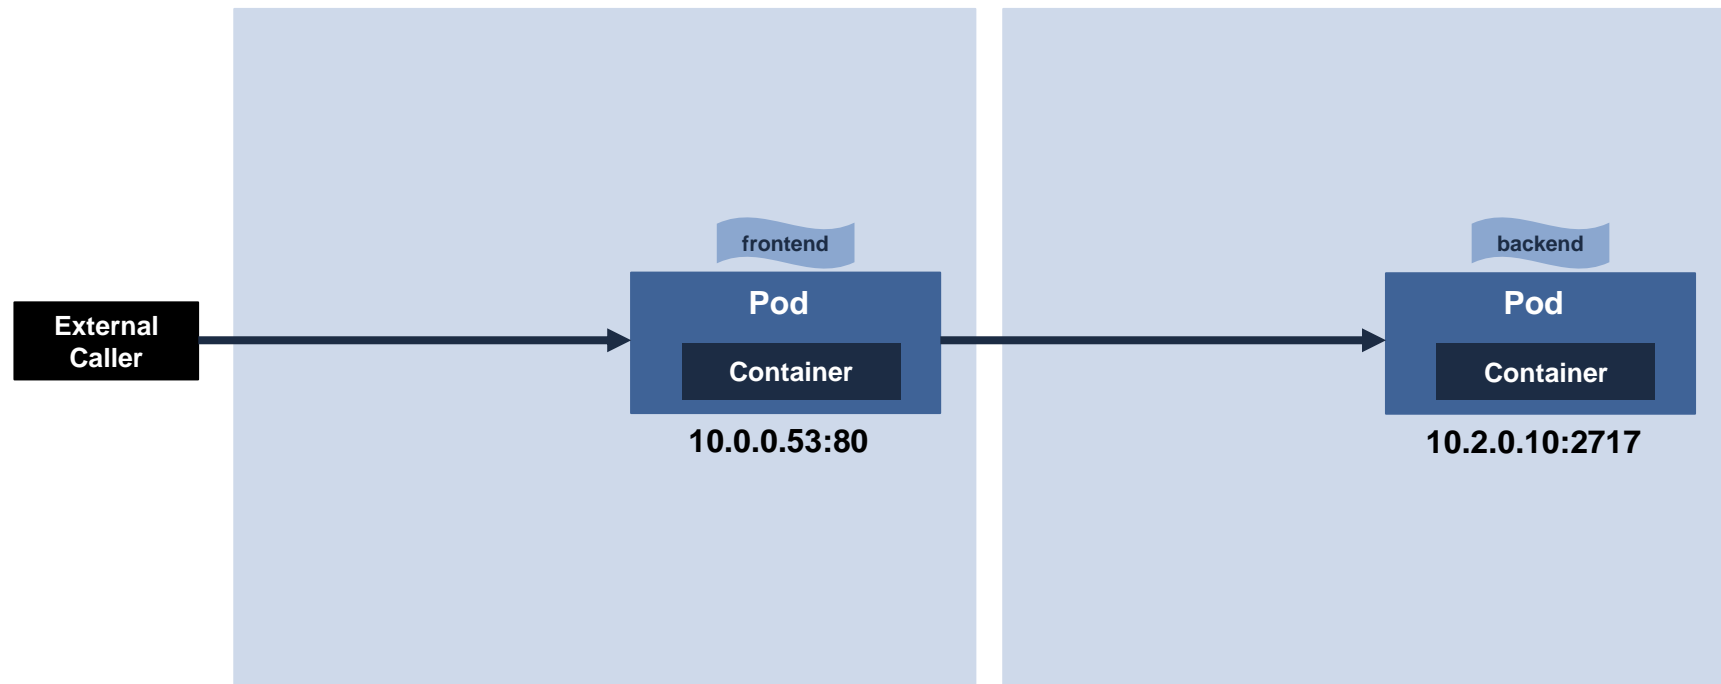 External
Caller
frontend
Pod
Container
10.0.0.53:80
backend
Pod
Container
10.2.0.10:2717